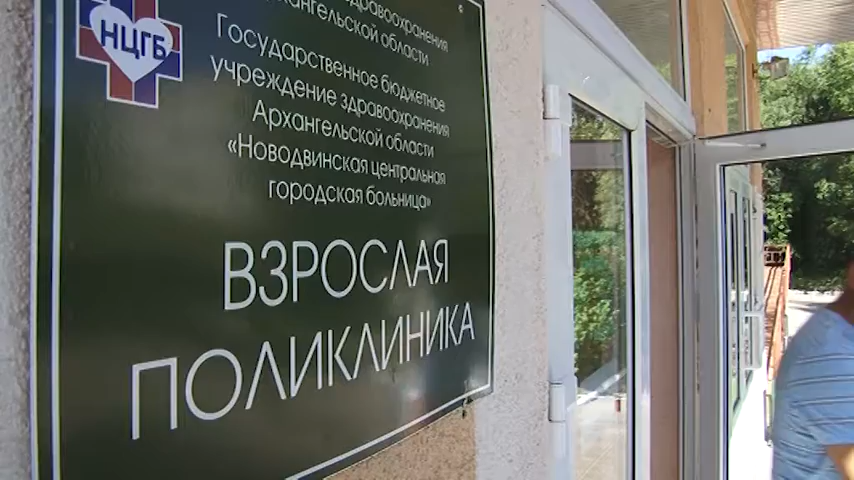 НЦГБ
здравоохранения
Архангельской области
Государственное бюджетное
учреждение здравоохранения
Архангельской области
«Новодвинская центральная
городская больница»
ВЗРОСЛАЯ
ПОЛИКЛИНИКА